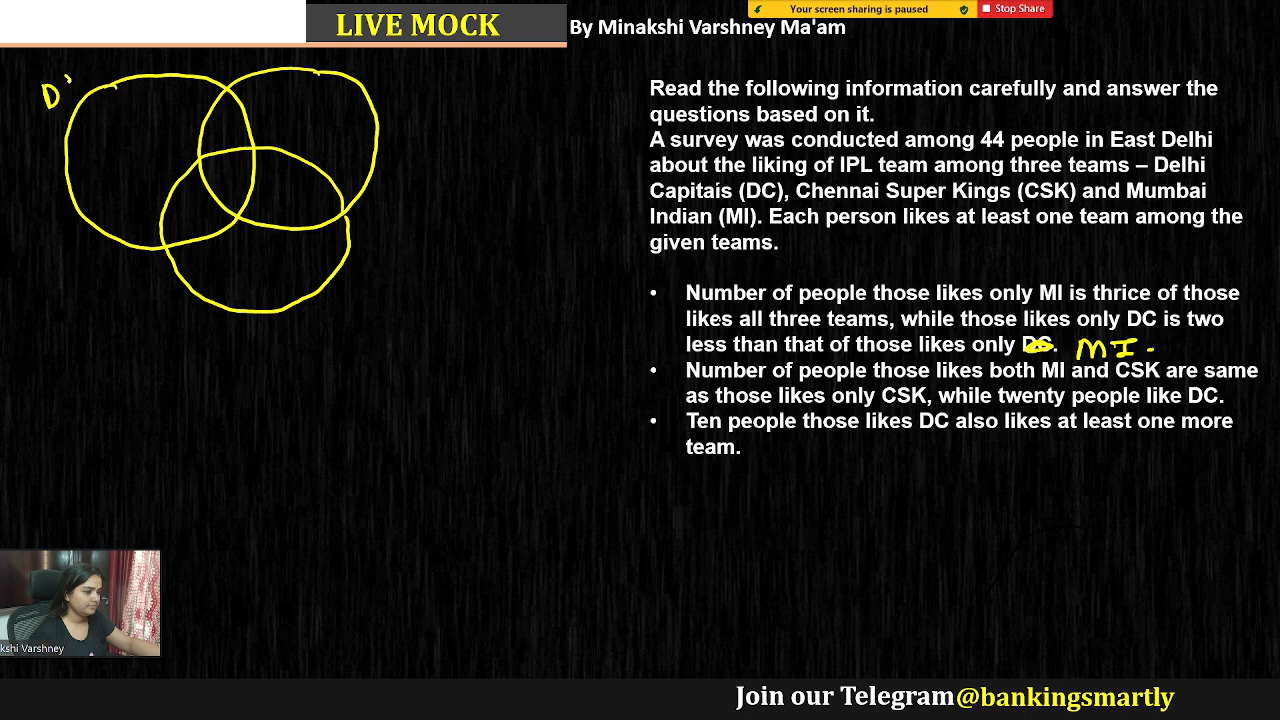 LIVE MOCK
By Minakshi Varshney Ma'am
Your screen sharing is paused
Stop Share
D'
Read the following information carefully and answer the
questions based on it.
A survey was conducted among 44 people in East Delhi
about the liking of IPL team among three teams – Delhi
Capitais (DC), Chennai Super Kings (CSK) and Mumbai
Indian (MI). Each person likes at least one team among the
given teams.
• Number of people those likes only MI is thrice of those
likes all three teams, while those likes only DC is two
less than that of those likes only DC. MI -
• Number of people those likes both MI and CSK are same
as those likes only CSK, while twenty people like DC.
• Ten people those likes DC also likes at least one more
team.
kshi Varshney
Join our Telegram@bankingsmartly